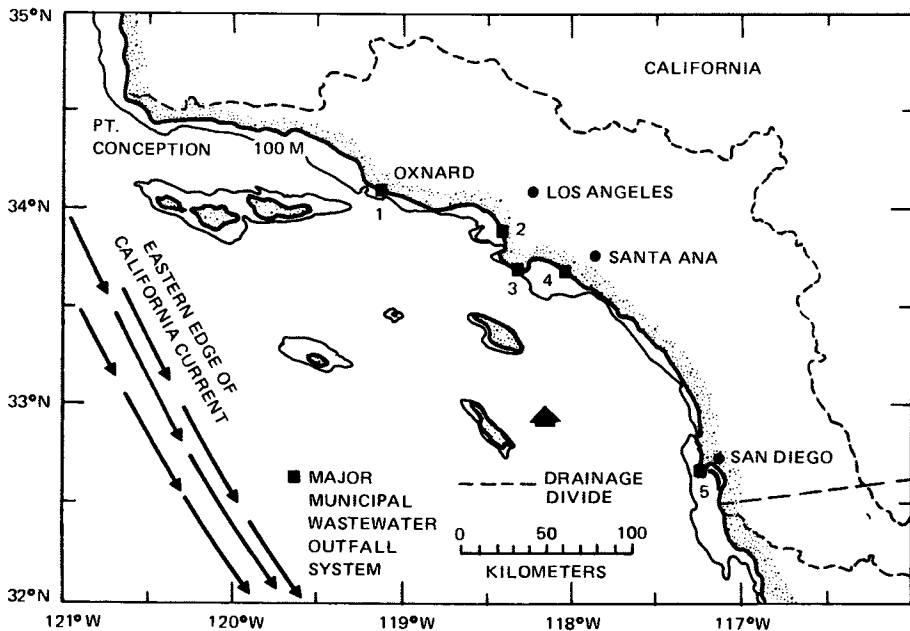 35°N
CALIFORNIA
PT.
CONCEPTION
100 M
OXNARD
1
LOS ANGELES
34°N
2
SANTA ANA
3
4
EASTERN EDGE OF
CALIFORNIA CURRENT
33°N
SAN DIEGO
5
MAJOR
MUNICIPAL
WASTEWATER
OUTFALL
SYSTEM
DRAINAGE
DIVIDE
0 50 100
KILOMETERS
32°N
121°W 120°W 119°W 118°W 117°W